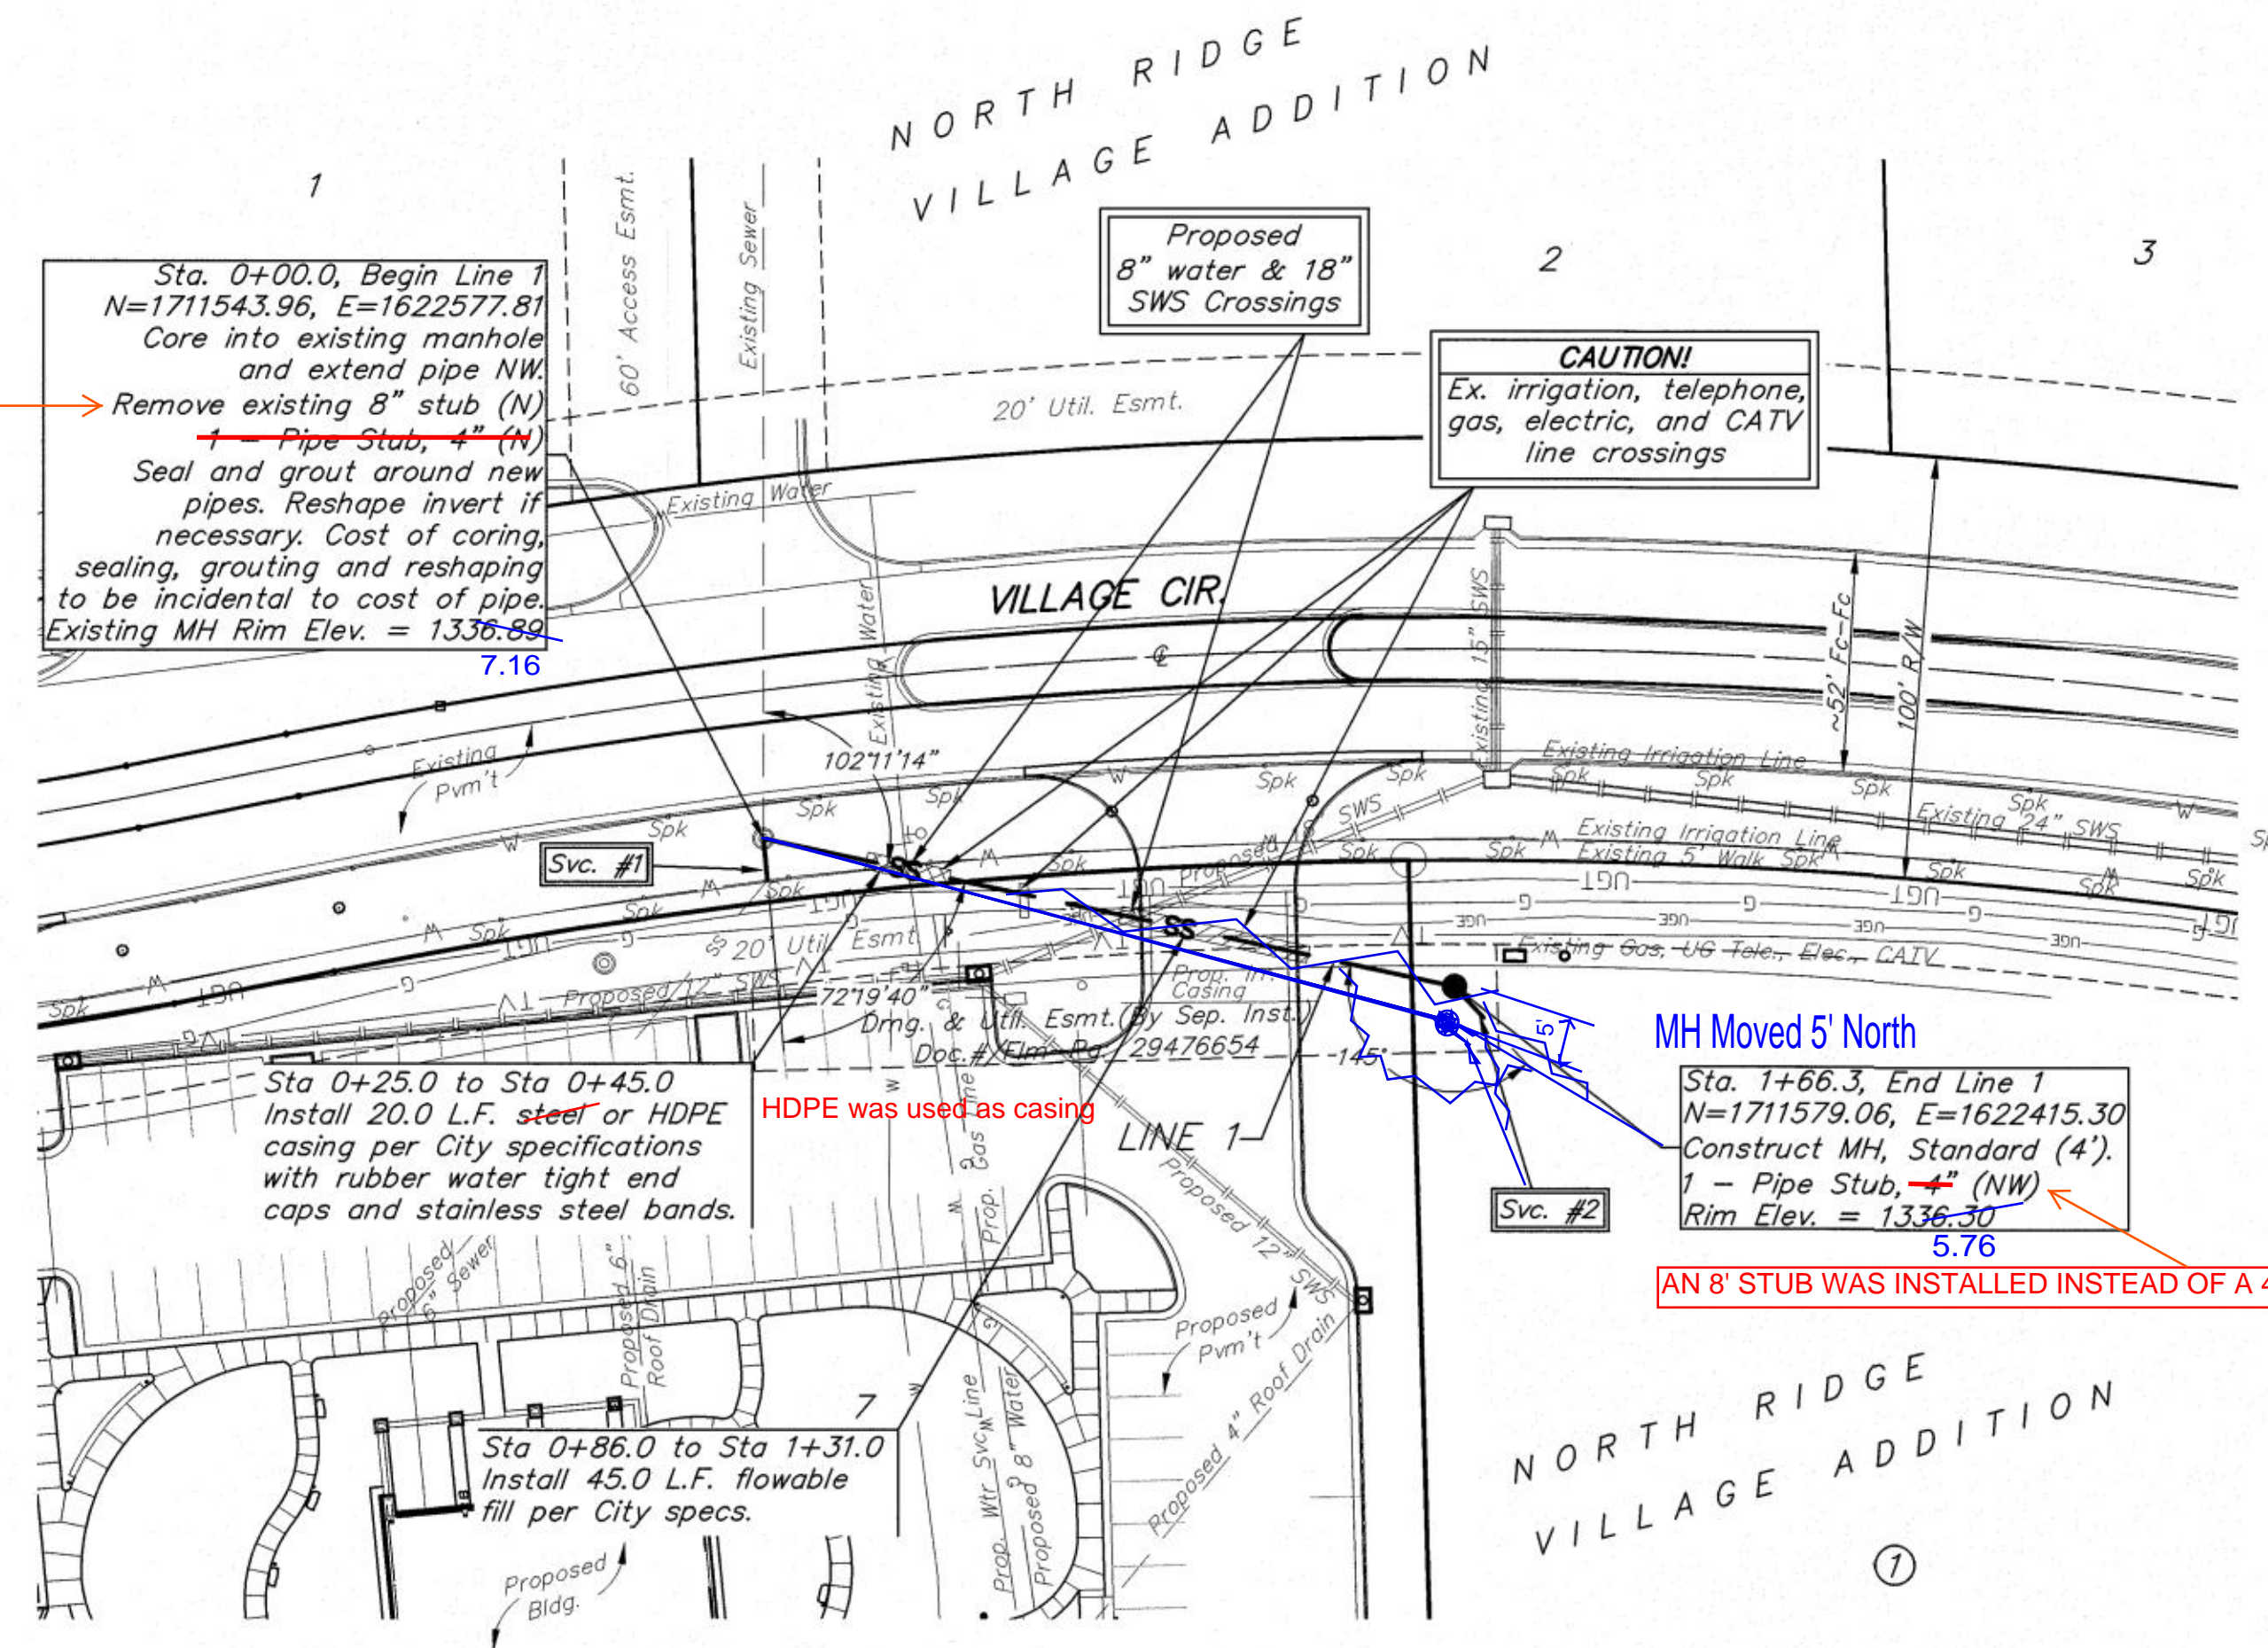 NORTH RIDGE
VILLAGE ADDITION
1
2
3
60' Access Esmt.
Existing Sewer
Sta. 0+00.0, Begin Line 1
N=1711543.96, E=1622577.81
Core into existing manhole
and extend pipe NW.
Remove existing 8" stub (N)
1 - Pipe Stub, 4" (N)
Seal and grout around new
pipes. Reshape invert if
necessary. Cost of coring,
sealing, grouting and reshaping
to be incidental to cost of pipe.
Existing MH Rim Elev. = 1336.89
7.16
Proposed
8" water & 18"
SWS Crossings
CAUTION!
Ex. irrigation, telephone,
gas, electric, and CATV
line crossings
20' Util. Esmt.
Existing Water
Existing Water
VILLAGE CIR.
Existing 15" SWS
~52' Fc-Fc
100' R/W
Existing
Pvm't
102°11'14"
Existing Irrigation Line
Existing 24" SWS
Existing Irrigation Line
Existing 5' Walk
Svc. #1
SS
SS
Proposed
SWS
20' Util. Esmt.
Proposed 12" SWS
Existing Gas, UG Tele., Elec., CATV
Casing
72°19'40"
Drng. & Util. Esmt. (By Sep. Inst.)
Doc.#/Flm-Pg. 29476654
145°
5'
MH Moved 5' North
Sta 0+25.0 to Sta 0+45.0
Install 20.0 L.F. steel or HDPE
casing per City specifications
with rubber water tight end
caps and stainless steel bands.
HDPE was used as casing
LINE 1
Sta. 1+66.3, End Line 1
N=1711579.06, E=1622415.30
Construct MH, Standard (4').
1 - Pipe Stub, 4" (NW)
Rim Elev. = 1336.30
5.76
Svc. #2
AN 8' STUB WAS INSTALLED INSTEAD OF A 4
Prop. Gas Line
Proposed 12" SWS
Proposed
6" Sewer
Proposed 6"
Roof Drain
Proposed
Pvm't
Proposed 4" Roof Drain
7
Sta 0+86.0 to Sta 1+31.0
Install 45.0 L.F. flowable
fill per City specs.
Prop. Wtr Svc Line
Proposed 8" Water
Proposed
Bldg.
NORTH RIDGE
VILLAGE ADDITION
1